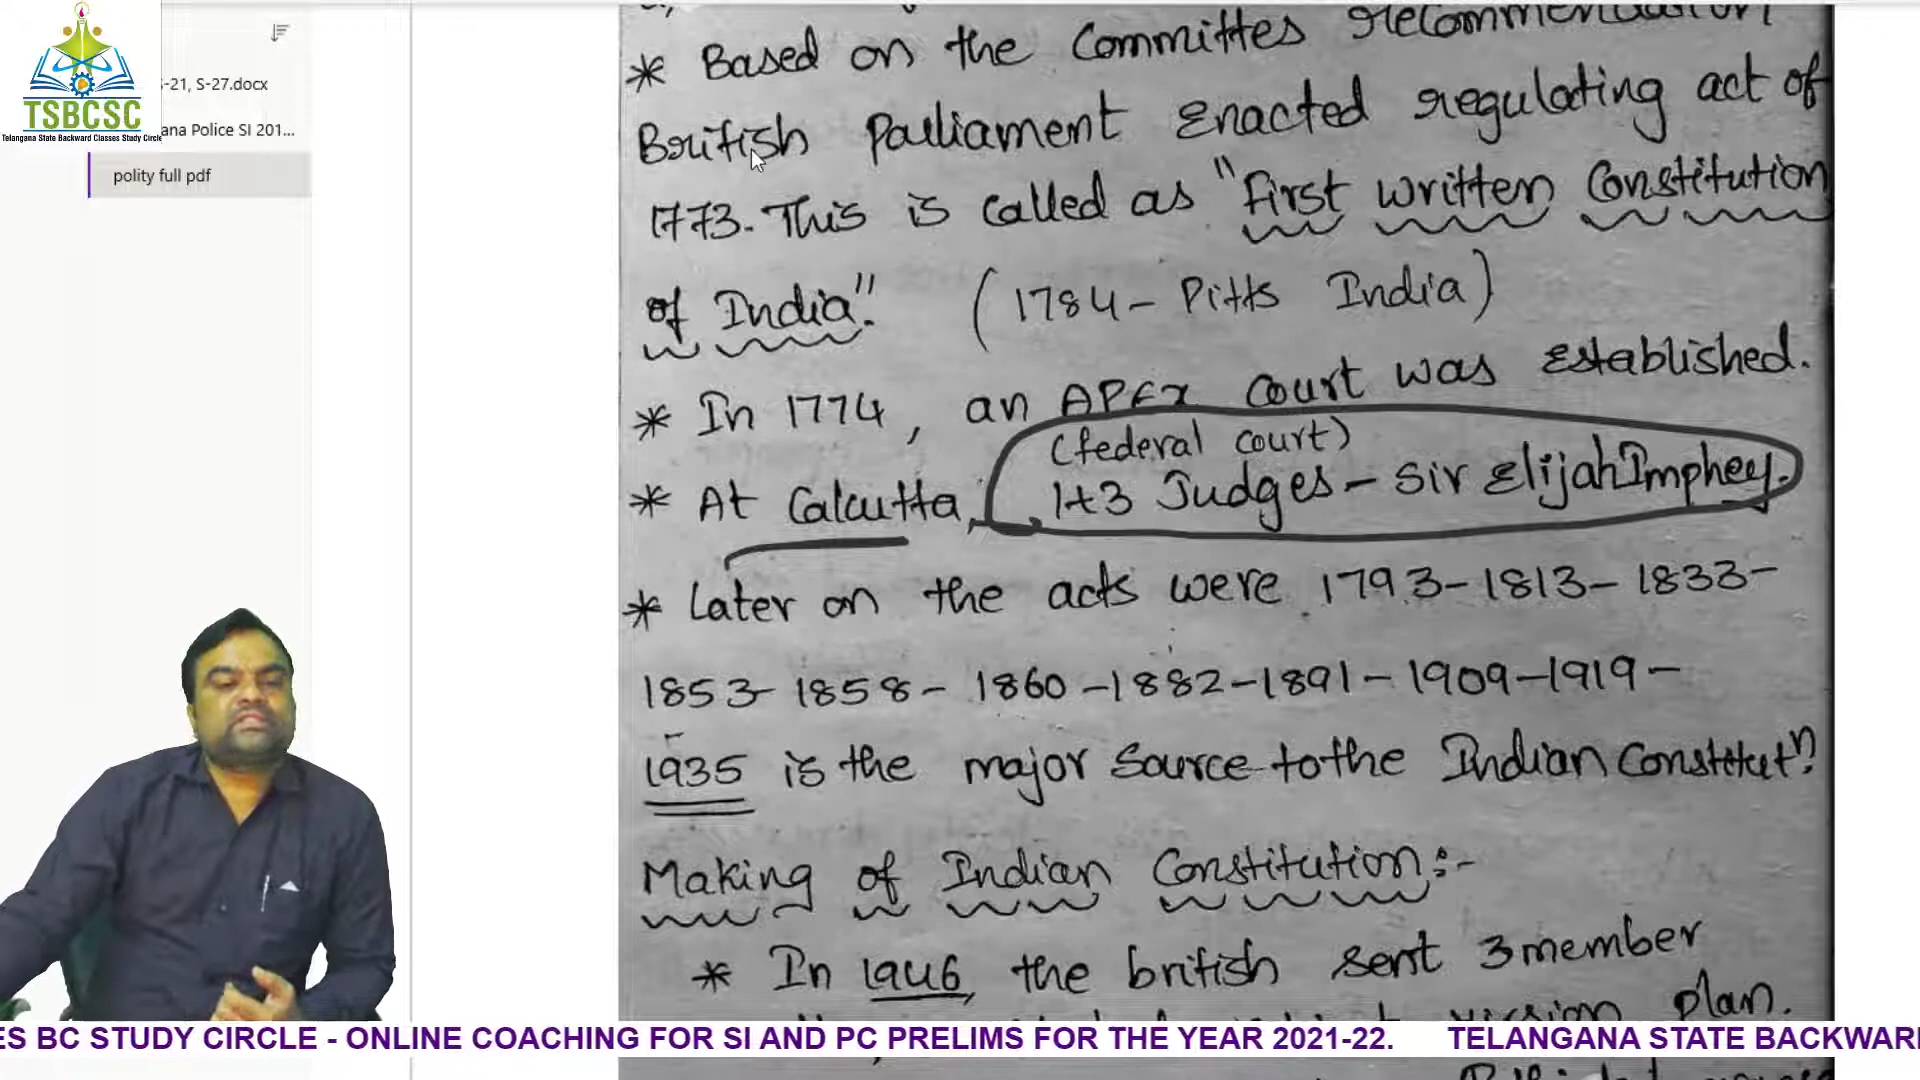 TSBCSC
Telangana State Backward Classes Study Circle
-21, S-27.docx
ana Police SI 201...
polity full pdf
* Based on the Committes recommendation
British Parliament Enacted regulating act of
1773. This is called as "first written Constitution
of India". (1784 - Pitts India)
* In 1774, an APEX Court was Established.
(federal court)
* At Calcutta, 1+3 Judges - Sir Elijah Imphey.
* Later on the acts were 1793-1813-1833-
1853-1858-1860-1882-1891-1909-1919-
1935 is the major source to the Indian Constitutn.
Making of Indian Constitution:-
* In 1946, the british sent 3 member
plan.
ES BC STUDY CIRCLE - ONLINE COACHING FOR SI AND PC PRELIMS FOR THE YEAR 2021-22. TELANGANA STATE BACKWAR